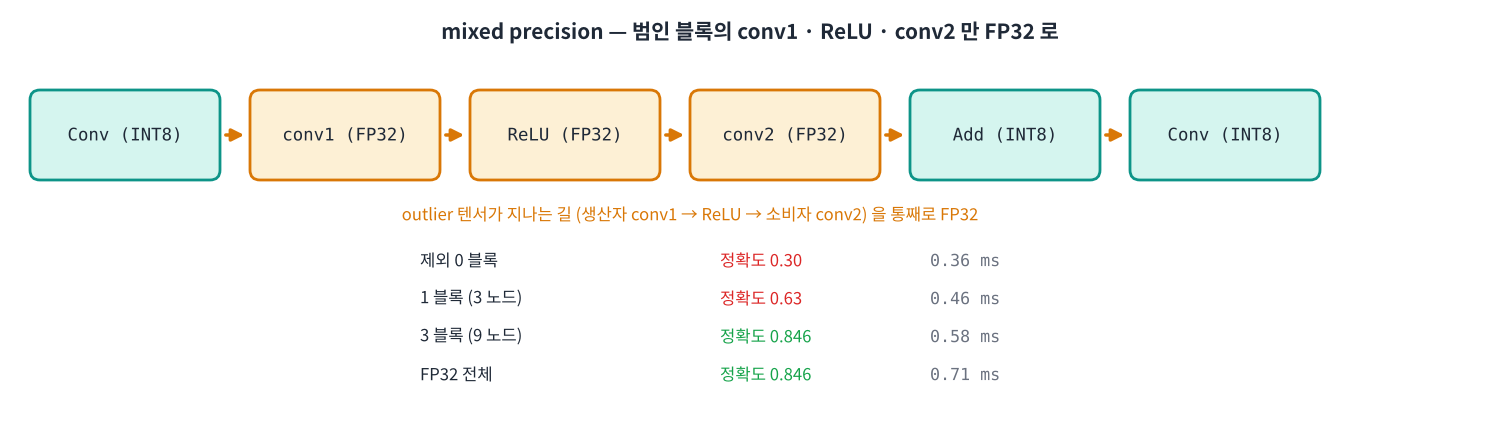 mixed precision — 범인 블록의 conv1 · ReLU · conv2 만 FP32 로
Conv (INT8) conv1 (FP32) ReLU (FP32) conv2 (FP32) Add (INT8) Conv (INT8)
outlier 텐서가 지나는 길 (생산자 conv1 → ReLU → 소비자 conv2) 을 통째로 FP32
제외 0 블록 정확도 0.30 0.36 ms
1 블록 (3 노드) 정확도 0.63 0.46 ms
3 블록 (9 노드) 정확도 0.846 0.58 ms
FP32 전체 정확도 0.846 0.71 ms